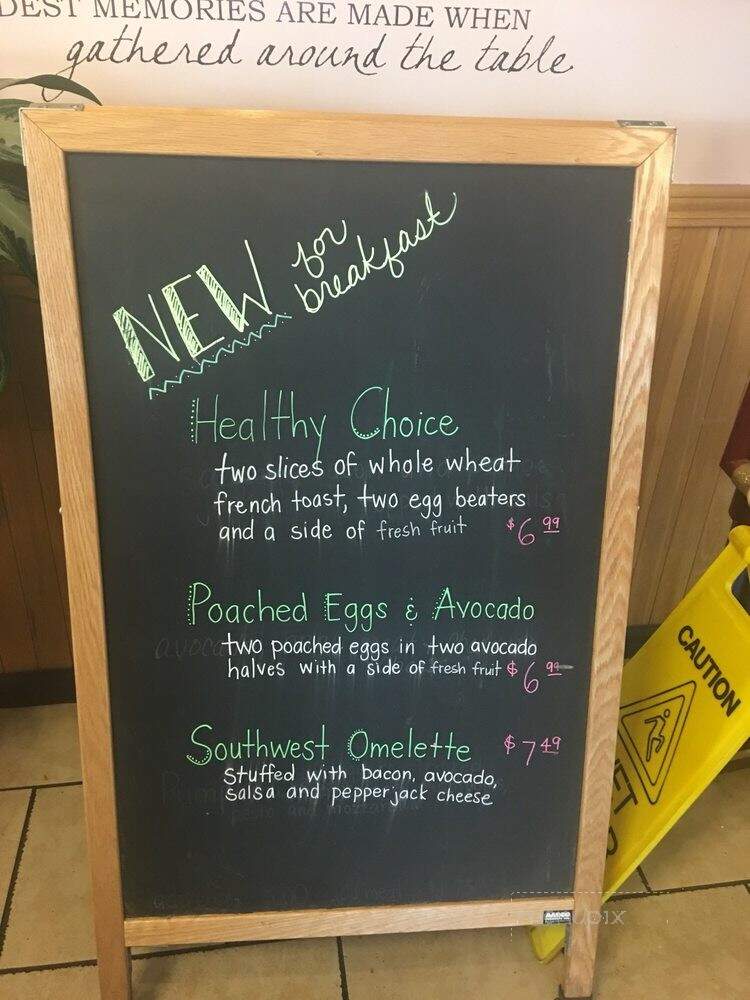 DEST MEMORIES ARE MADE WHEN
gathered around the table
NEW for
breakfast
Healthy Choice
two slices of whole wheat
french toast, two egg beaters
and a side of fresh fruit $6 99
Poached Eggs & Avocado
two poached eggs in two avocado
halves with a side of fresh fruit $6 99
Southwest Omelette $7 49
stuffed with bacon, avocado,
salsa and pepperjack cheese
CAUTION